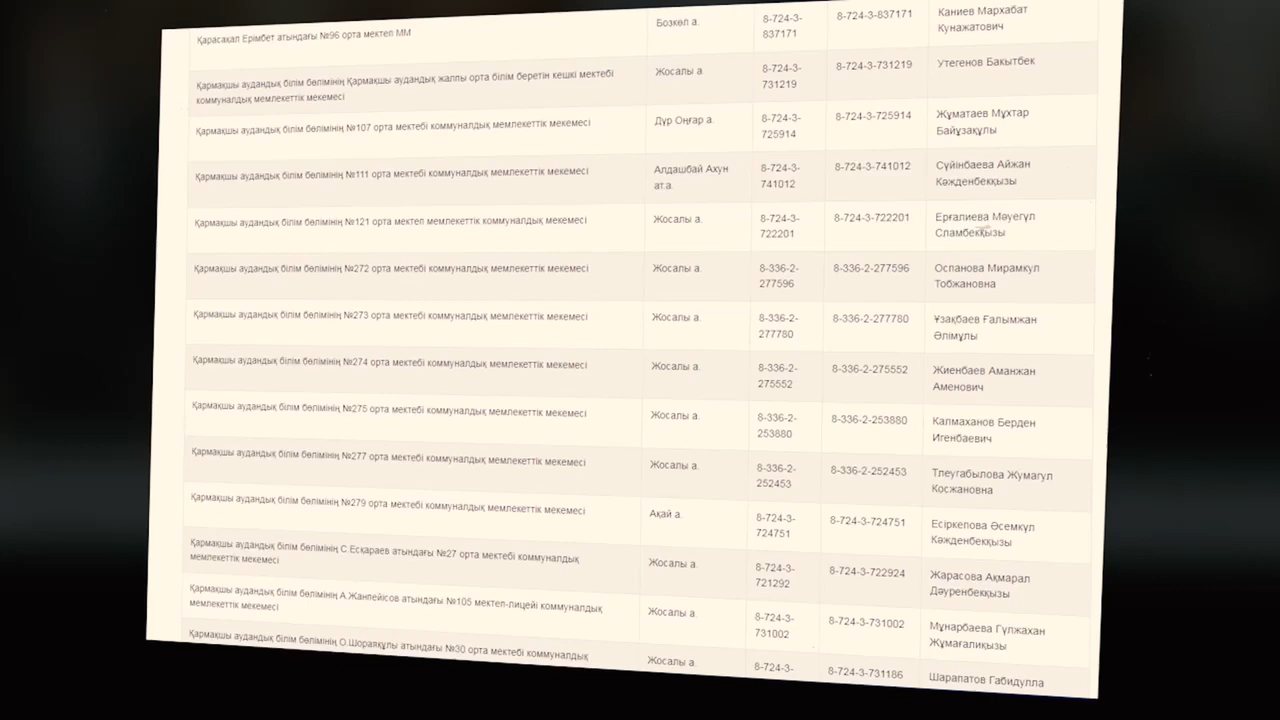 Қарасақал Ерімбет атындағы №96 орта мектеп ММ
Бозкөл а.
8-724-3-
837171
8-724-3-837171
Каниев Мархабат
Кунажатович
Қармақшы аудандық білім бөлімінің Қармақшы аудандық жалпы орта білім беретін кешкі мектебі
коммуналдық мемлекеттік мекемесі
Жосалы а.
8-724-3-
731219
8-724-3-731219
Утегенов Бакытбек
Қармақшы аудандық білім бөлімінің №107 орта мектебі коммуналдық мемлекеттік мекемесі
Дүр Оңғар а.
8-724-3-
725914
8-724-3-725914
Жұматаев Мұхтар
Байұзақұлы
Қармақшы аудандық білім бөлімінің №111 орта мектебі коммуналдық мемлекеттік мекемесі
Алдашбай Ахун
ат.а.
8-724-3-
741012
8-724-3-741012
Сүйінбаева Айжан
Кәжденбекқызы
Қармақшы аудандық білім бөлімінің №121 орта мектеп мемлекеттік коммуналдық мекемесі
Жосалы а.
8-724-3-
722201
8-724-3-722201
Ерғалиева Мәуегүл
Сламбекқызы
Қармақшы аудандық білім бөлімінің №272 орта мектебі коммуналдық мемлекеттік мекемесі
Жосалы а.
8-336-2-
277596
8-336-2-277596
Оспанова Мирамкул
Тобжановна
Қармақшы аудандық білім бөлімінің №273 орта мектебі коммуналдық мемлекеттік мекемесі
Жосалы а.
8-336-2-
277780
8-336-2-277780
Ұзақбаев Ғалымжан
Әлімұлы
Қармақшы аудандық білім бөлімінің №274 орта мектебі коммуналдық мемлекеттік мекемесі
Жосалы а.
8-336-2-
275552
8-336-2-275552
Жиенбаев Аманжан
Аменович
Қармақшы аудандық білім бөлімінің №275 орта мектебі коммуналдық мемлекеттік мекемесі
Жосалы а.
8-336-2-
253880
8-336-2-253880
Калмаханов Берден
Игенбаевич
Қармақшы аудандық білім бөлімінің №277 орта мектебі коммуналдық мемлекеттік мекемесі
Жосалы а.
8-336-2-
252453
8-336-2-252453
Тлеугабылова Жумагул
Косжановна
Қармақшы аудандық білім бөлімінің №279 орта мектебі коммуналдық мемлекеттік мекемесі
Ақай а.
8-724-3-
724751
8-724-3-724751
Есіркепова Әсемкүл
Кәжденбекқызы
Қармақшы аудандық білім бөлімінің С.Есқараев атындағы №27 орта мектебі коммуналдық
мемлекеттік мекемесі
Жосалы а.
8-724-3-
721292
8-724-3-722924
Жарасова Ақмарал
Дәуренбекқызы
Қармақшы аудандық білім бөлімінің А.Жанпейісов атындағы №105 мектеп-лицейі коммуналдық
мемлекеттік мекемесі
Жосалы а.
8-724-3-
731002
8-724-3-731002
Мұнарбаева Гүлжахан
Жұмағалиқызы
Қармақшы аудандық білім бөлімінің О.Шораяқұлы атындағы №30 орта мектебі коммуналдық
Жосалы а.
8-724-3-
8-724-3-731186
Шарапатов Габидулла